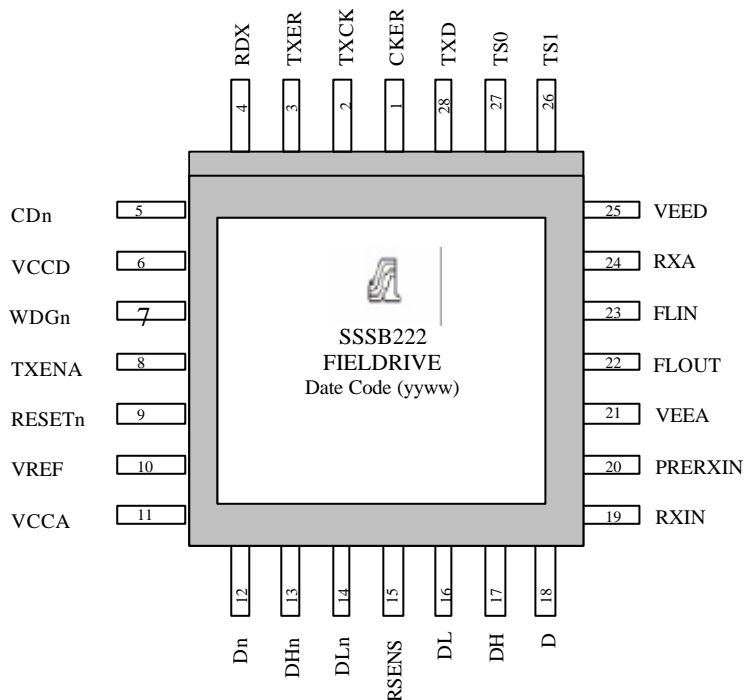 RDX TXER TXCK CKER TXD TS0 TS1
4 3 2 1 28 27 26
CDn 5
VCCD 6
WDGn 7
TXENA 8
RESETn 9
VREF 10
VCCA 11
SSSB222
FIELDRIVE
Date Code (yyww)
25 VEED
24 RXA
23 FLIN
22 FLOUT
21 VEEA
20 PRERXIN
19 RXIN
12 13 14 15 16 17 18
Dn DHn DLn RSENS DL DH D